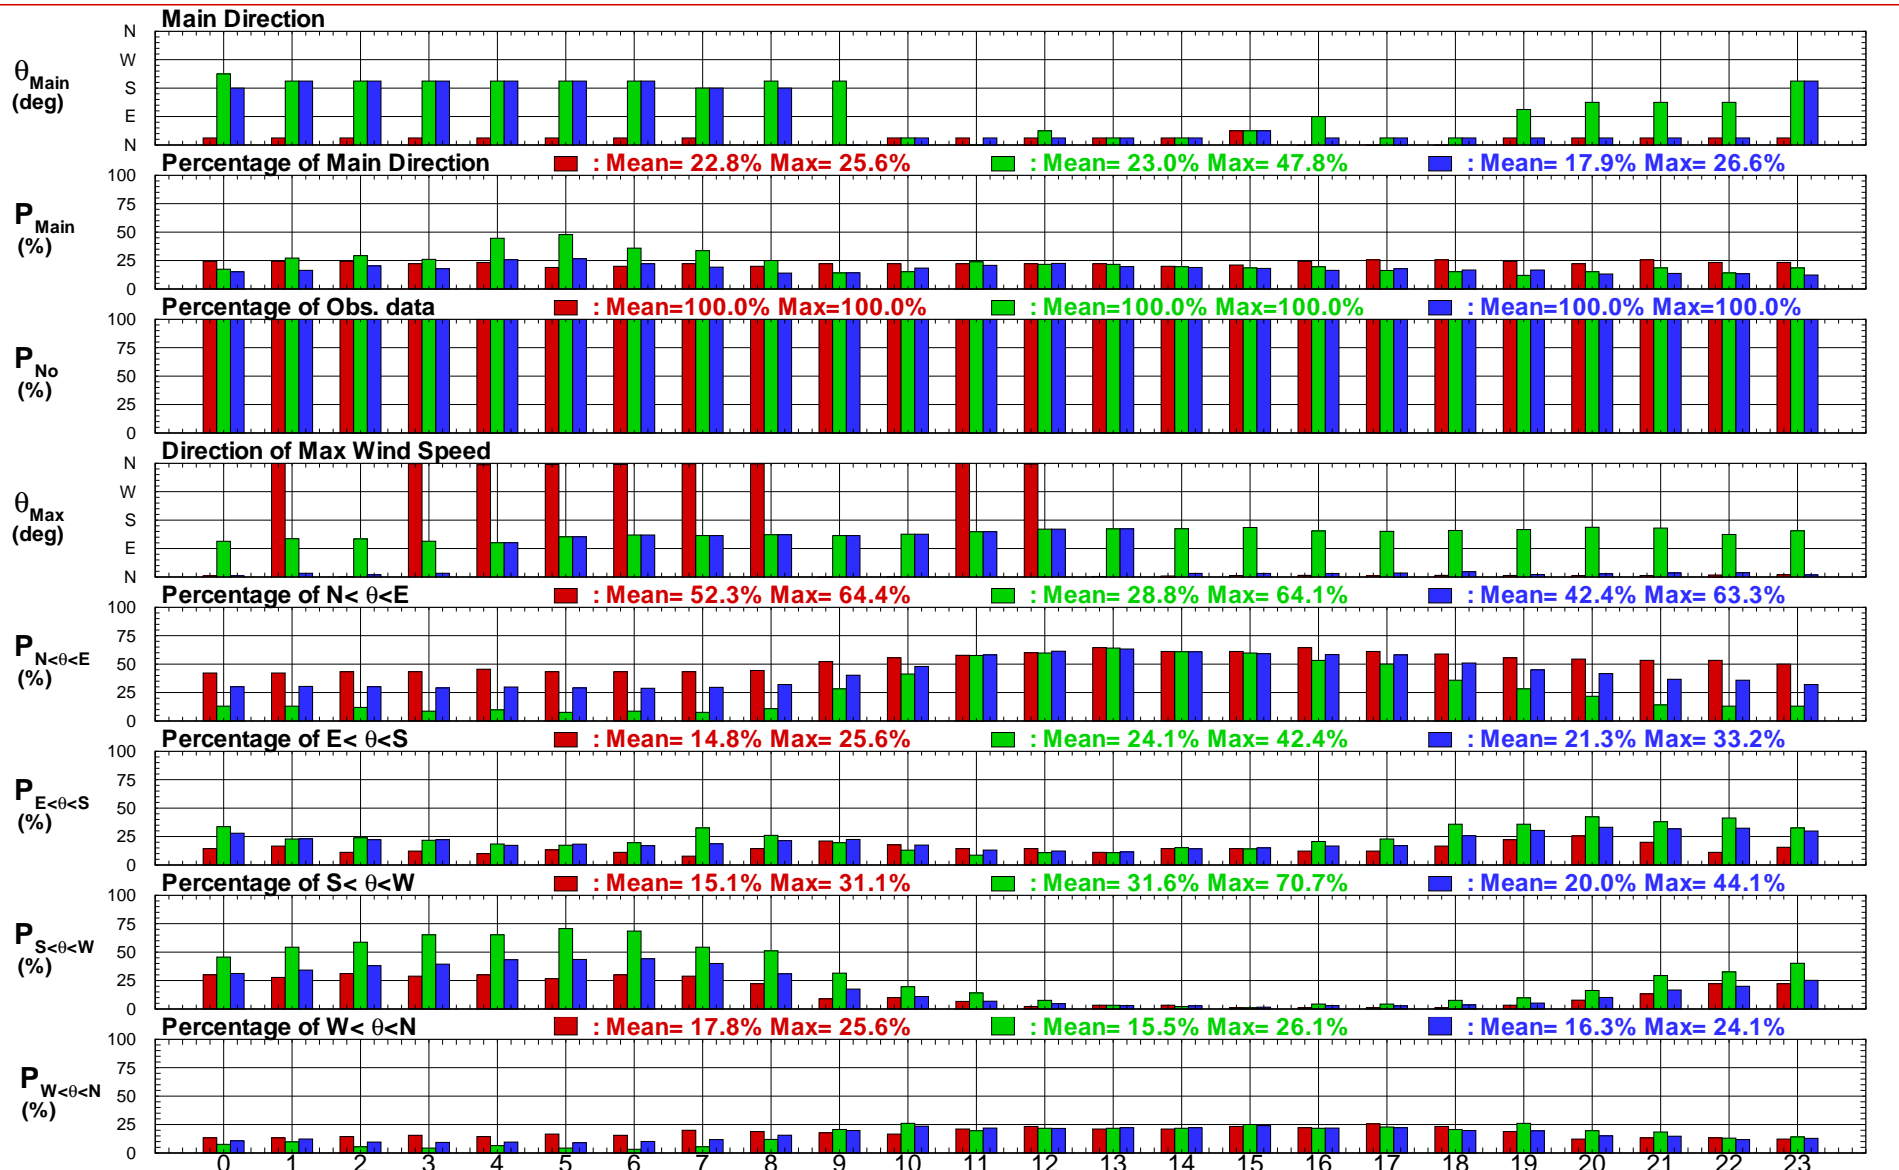 Main Direction
N
W
S
E
N
θMain
(deg)
Percentage of Main Direction : Mean= 22.8% Max= 25.6% : Mean= 23.0% Max= 47.8% : Mean= 17.9% Max= 26.6%
100
75
50
25
0
PMain
(%)
Percentage of Obs. data : Mean=100.0% Max=100.0% : Mean=100.0% Max=100.0% : Mean=100.0% Max=100.0%
100
75
50
25
0
PNo
(%)
Direction of Max Wind Speed
N
W
S
E
N
θMax
(deg)
Percentage of N< θ<E : Mean= 52.3% Max= 64.4% : Mean= 28.8% Max= 64.1% : Mean= 42.4% Max= 63.3%
100
75
50
25
0
PN<θ<E
(%)
Percentage of E< θ<S : Mean= 14.8% Max= 25.6% : Mean= 24.1% Max= 42.4% : Mean= 21.3% Max= 33.2%
100
75
50
25
0
PE<θ<S
(%)
Percentage of S< θ<W : Mean= 15.1% Max= 31.1% : Mean= 31.6% Max= 70.7% : Mean= 20.0% Max= 44.1%
100
75
50
25
0
PS<θ<W
(%)
Percentage of W< θ<N : Mean= 17.8% Max= 25.6% : Mean= 15.5% Max= 26.1% : Mean= 16.3% Max= 24.1%
100
75
50
25
0
PW<θ<N
(%)
0 1 2 3 4 5 6 7 8 9 10 11 12 13 14 15 16 17 18 19 20 21 22 23